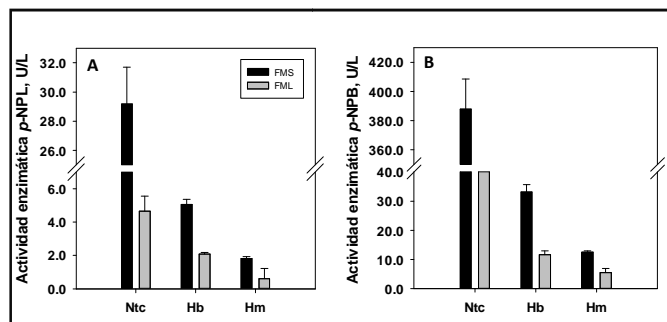 A
B
FMS
FML
Actividad enzimática p-NPL, U/L
32.0
30.0
28.0
26.0
6.0
4.0
2.0
0.0
Ntc Hb Hm
Actividad enzimática p-NPB, U/L
420.0
400.0
380.0
360.0
40.0
30.0
20.0
10.0
0.0
Ntc Hb Hm